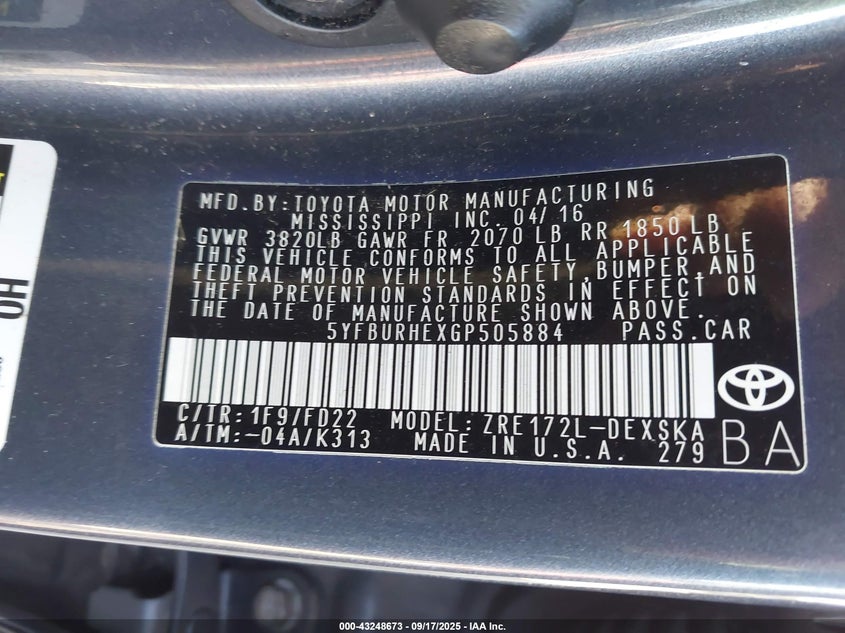 MFD.BY:TOYOTA MOTOR MANUFACTURING
MISSISSIPPI INC. 04/16
GVWR 3820LB GAWR FR 2070 LB RR 1850 LB
THIS VEHICLE CONFORMS TO ALL APPLICABLE
FEDERAL MOTOR VEHICLE SAFETY, BUMPER, AND
THEFT PREVENTION STANDARDS IN EFFECT ON
THE DATE OF MANUFACTURE SHOWN ABOVE.
5YFBURHEXGP505884 PASS.CAR
C/TR:1F9/FD22 MODEL:ZRE172L-DEXSKA
A/TM:-04A/K313 MADE IN U.S.A. 279
BA
HO
000-43248673 - 09/17/2025 - IAA Inc.